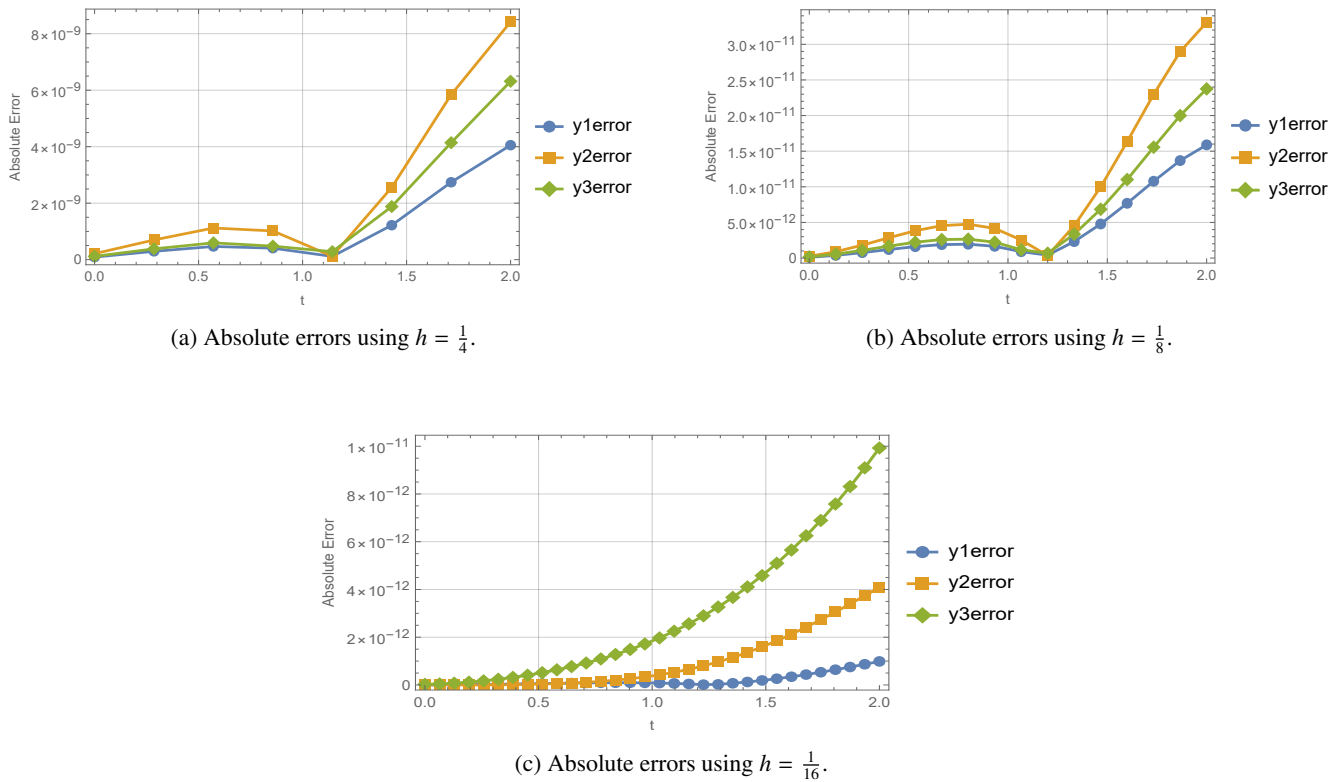 8×10⁻⁹
6×10⁻⁹
4×10⁻⁹
2×10⁻⁹
0
0.0 0.5 1.0 1.5 2.0
t
Absolute Error
y1error
y2error
y3error
(a) Absolute errors using h = 1/4.
3.0×10⁻¹¹
2.5×10⁻¹¹
2.0×10⁻¹¹
1.5×10⁻¹¹
1.0×10⁻¹¹
5.0×10⁻¹²
0
0.0 0.5 1.0 1.5 2.0
t
Absolute Error
y1error
y2error
y3error
(b) Absolute errors using h = 1/8.
1×10⁻¹¹
8×10⁻¹²
6×10⁻¹²
4×10⁻¹²
2×10⁻¹²
0
0.0 0.5 1.0 1.5 2.0
t
Absolute Error
y1error
y2error
y3error
(c) Absolute errors using h = 1/16.